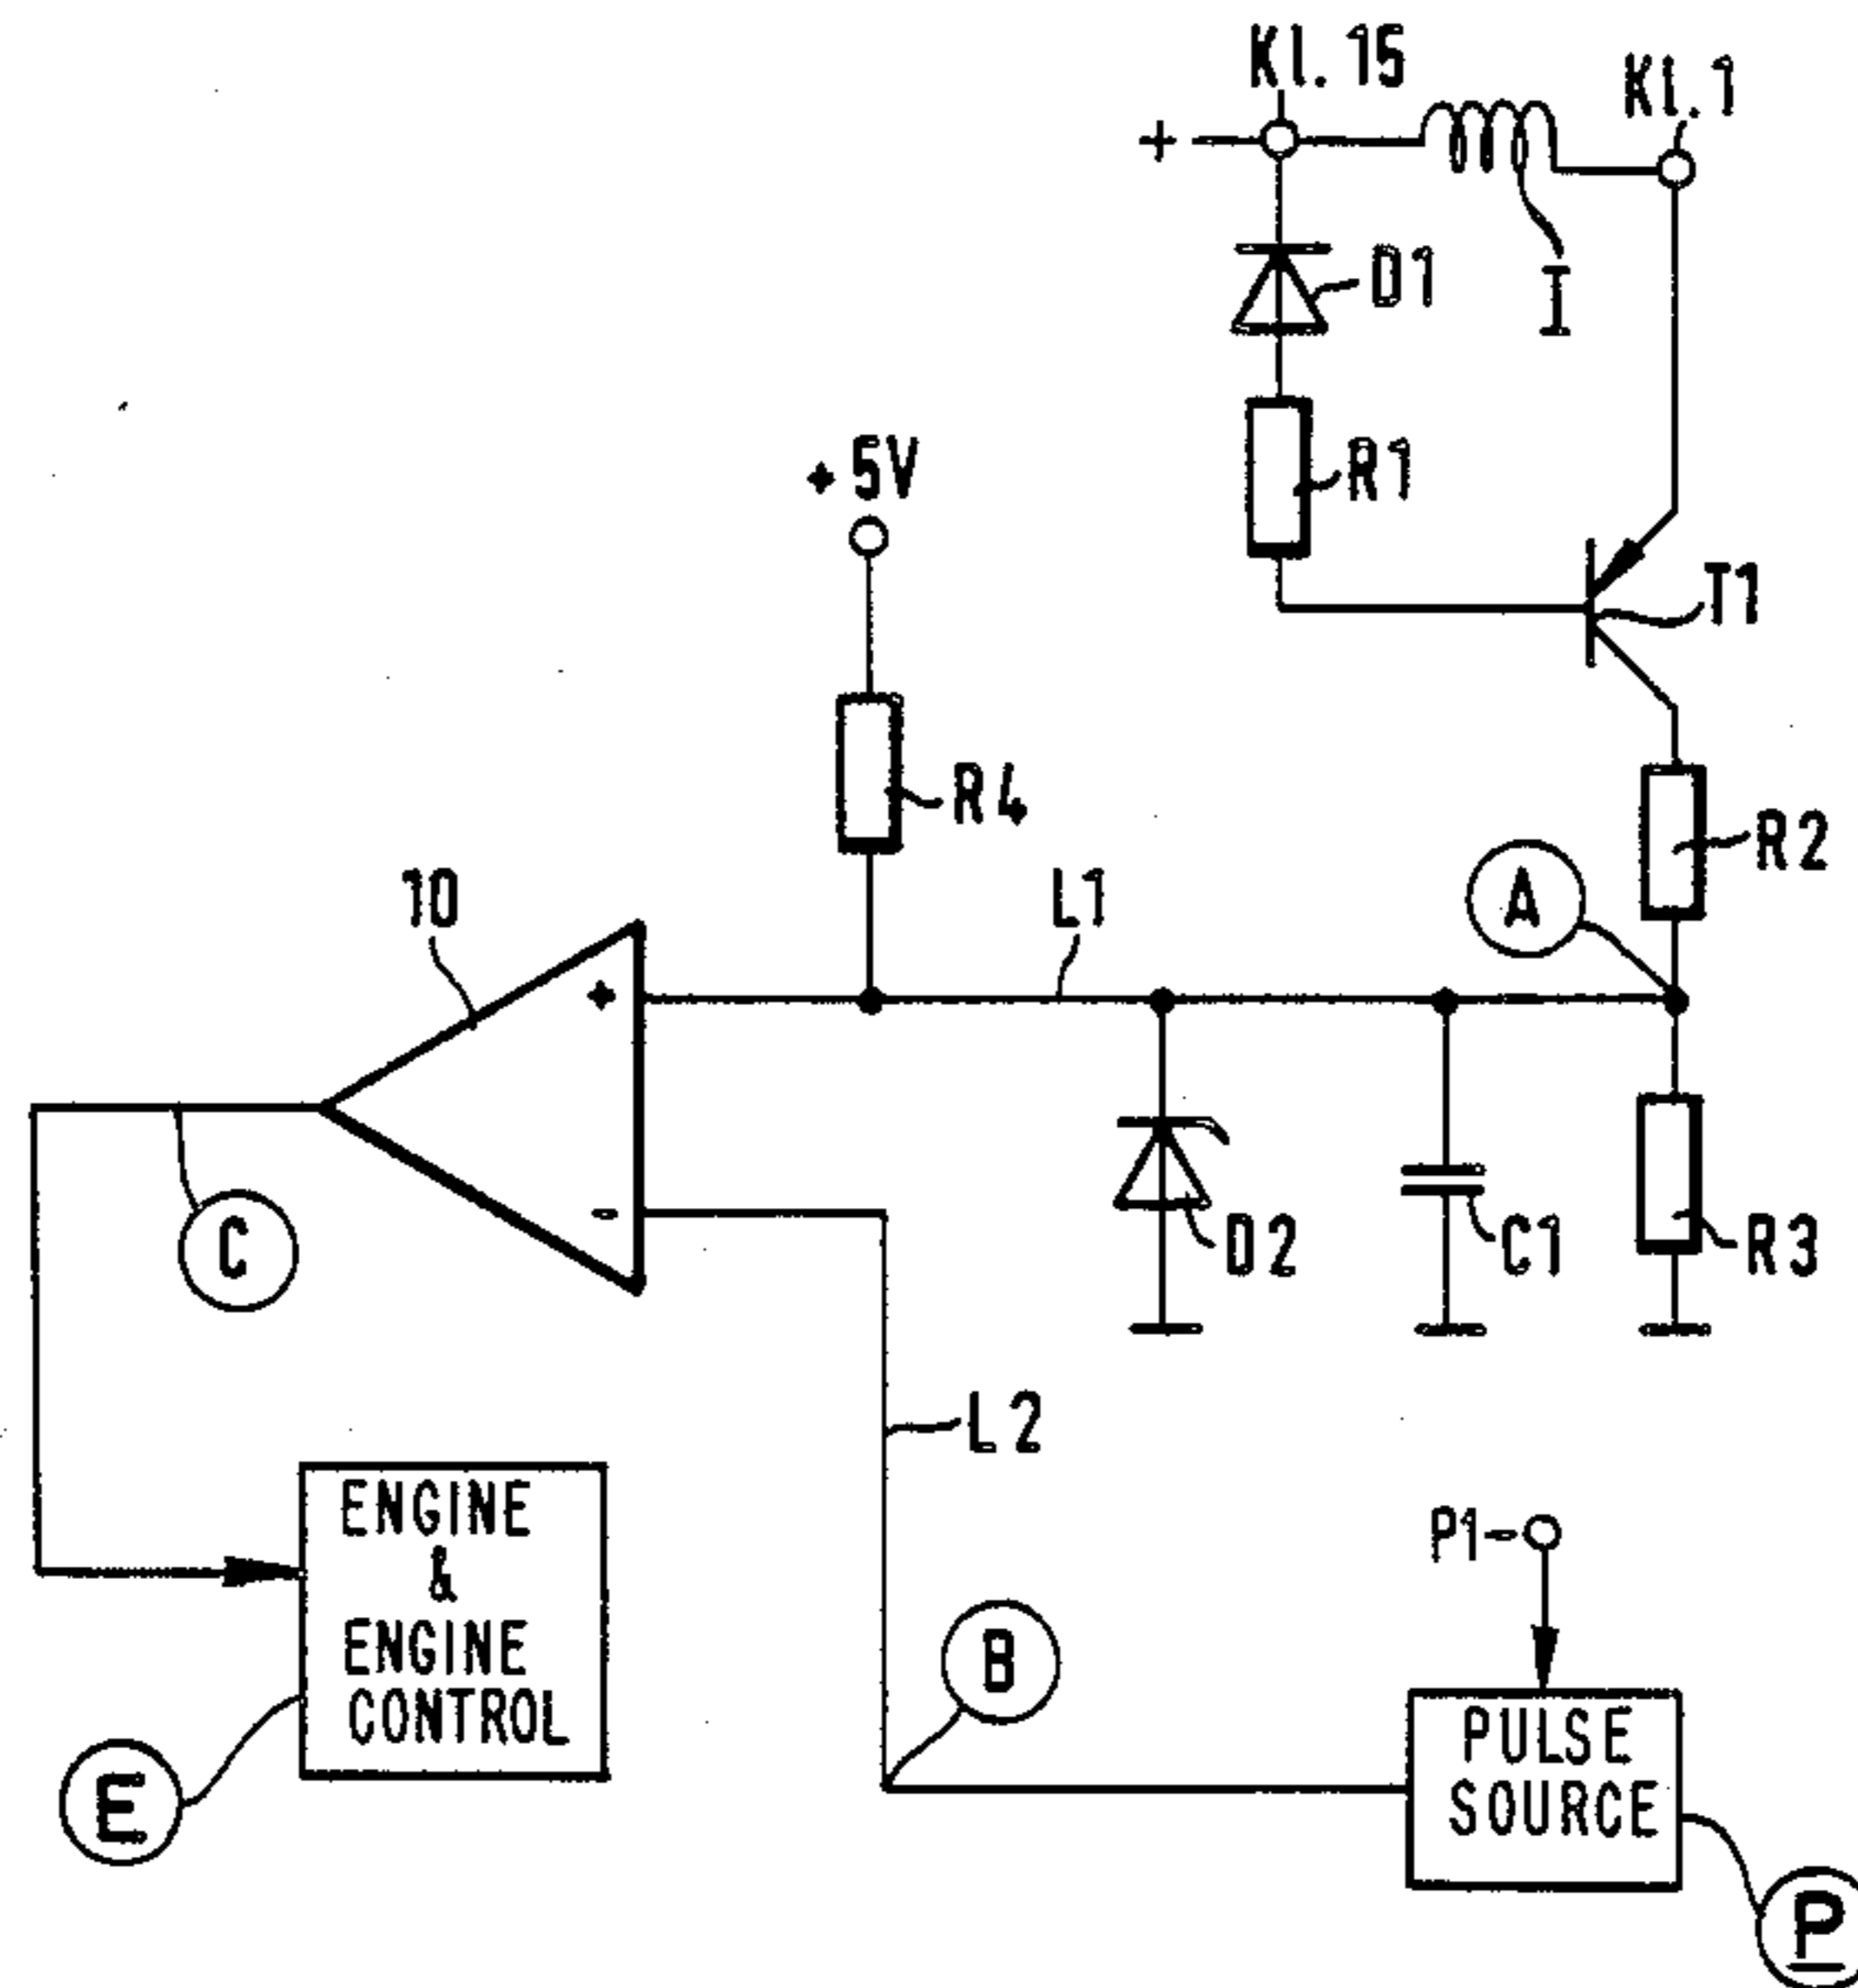 Kl. 15
Kl. 1
+
D1
I
R1
+5V
T1
R4
R2
10
L1
A
+
-
C
D2
C1
R3
L2
ENGINE
&
ENGINE
CONTROL
P1
B
PULSE
SOURCE
E
P